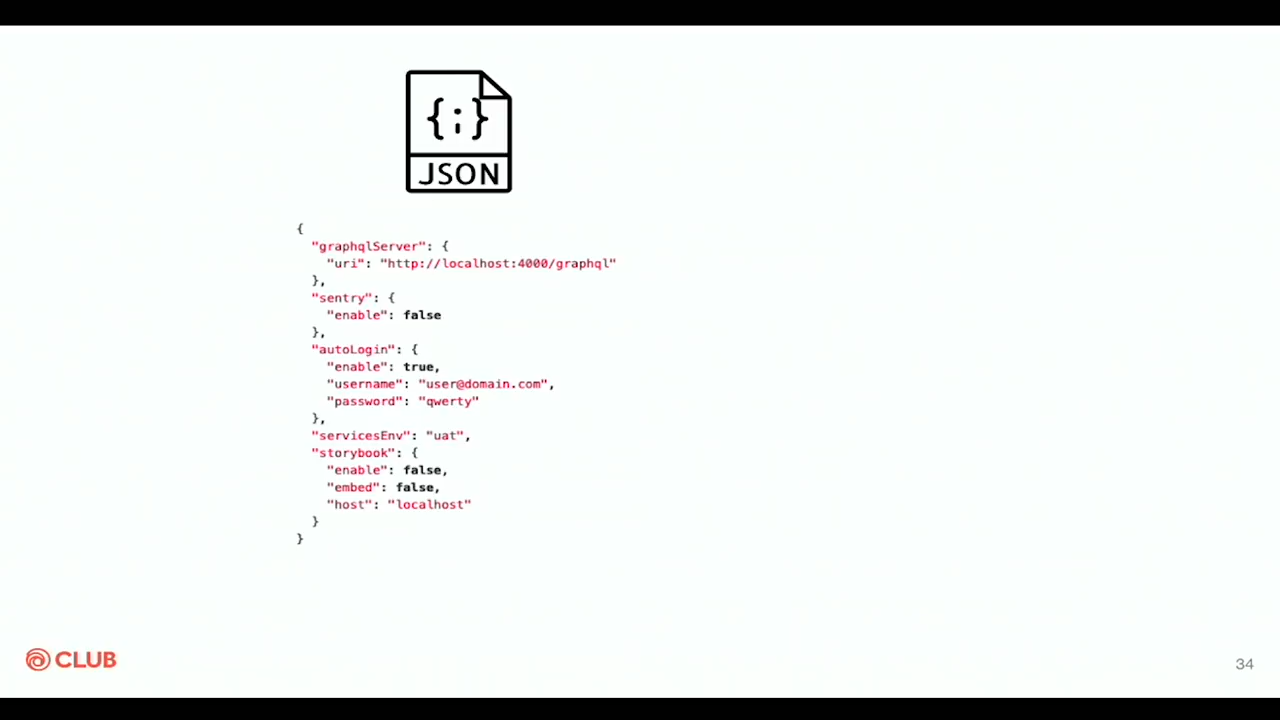 {;}
JSON
{
  "graphqlServer": {
    "uri": "http://localhost:4000/graphql"
  },
  "sentry": {
    "enable": false
  },
  "autoLogin": {
    "enable": true,
    "username": "user@domain.com",
    "password": "qwerty"
  },
  "servicesEnv": "uat",
  "storybook": {
    "enable": false,
    "embed": false,
    "host": "localhost"
  }
}
CLUB
34